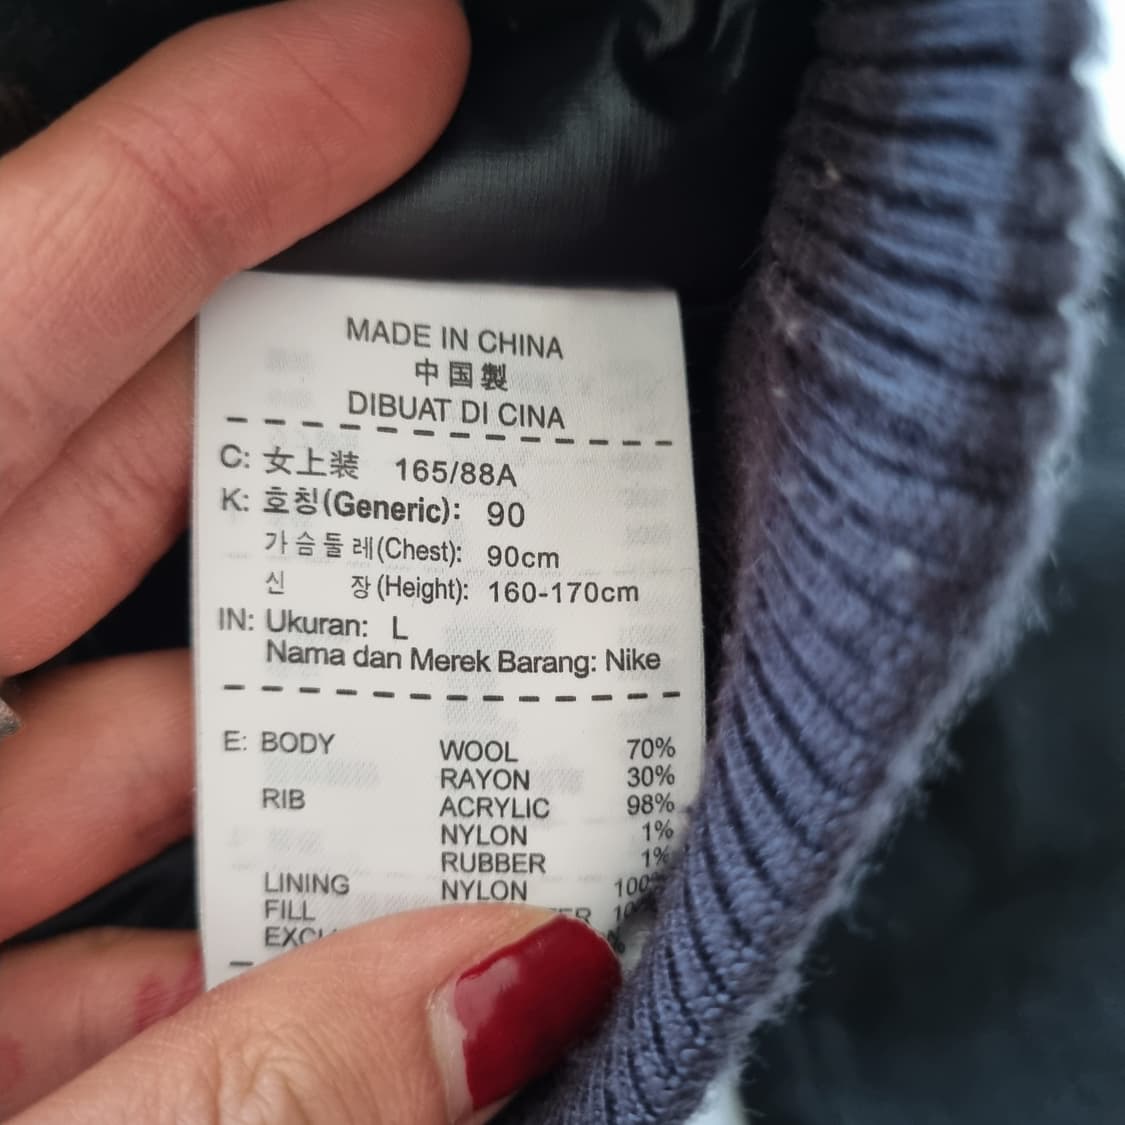 MADE IN CHINA
中国製
DIBUAT DI CINA
C: 女上装 165/88A
K: 호칭(Generic): 90
가슴둘레(Chest): 90cm
신 장(Height): 160-170cm
IN: Ukuran: L
Nama dan Merek Barang: Nike
E: BODY WOOL 70%
RAYON 30%
RIB ACRYLIC 98%
NYLON 1%
RUBBER 1%
LINING NYLON 100%
FILL